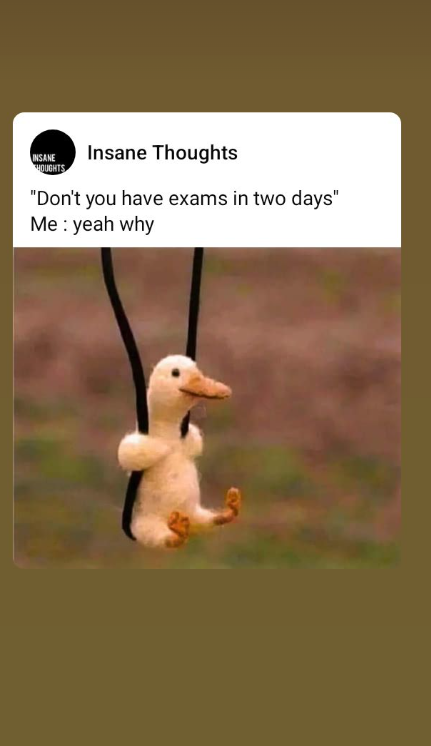 INSANE
THOUGHTS
Insane Thoughts
"Don't you have exams in two days"
Me : yeah why